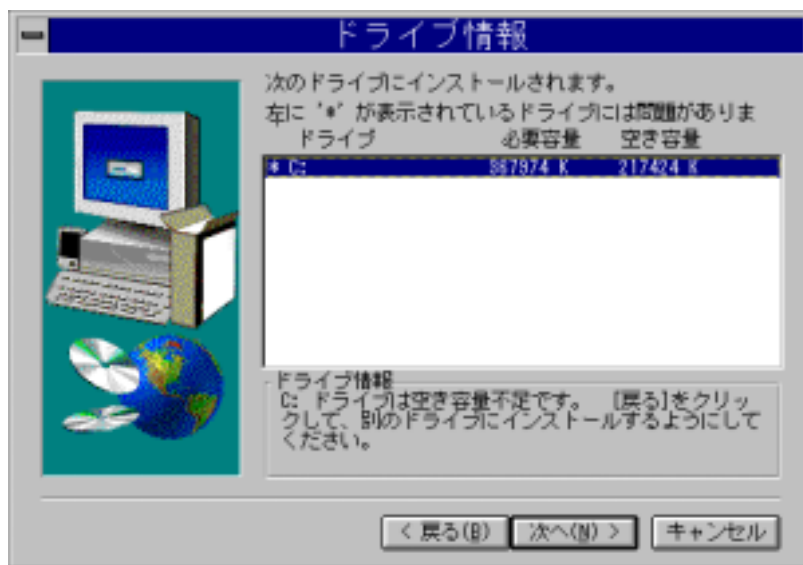 ドライブ情報
次のドライブにインストールされます。
左に '*' が表示されているドライブには問題がありま
ドライブ 必要容量 空き容量
* C: 367974 K 217424 K
ドライブ情報
C: ドライブは空き容量不足です。 [戻る]をクリッ
クして、別のドライブにインストールするようにして
ください。
< 戻る(B) 次へ(N) > キャンセル